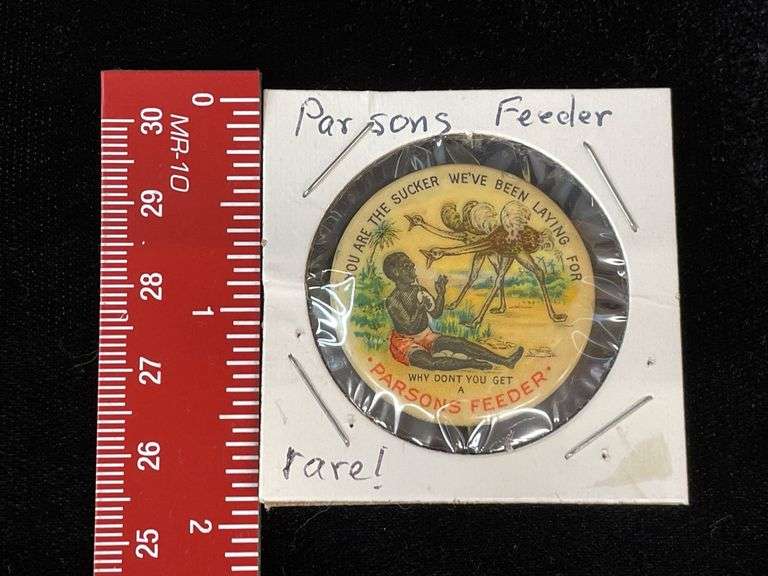 Parsons Feeder
YOU ARE THE SUCKER WE'VE BEEN LAYING FOR
WHY DONT YOU GET
A
• PARSONS FEEDER •
rare!
0
1
2
MR-10
30
29
28
27
26
25